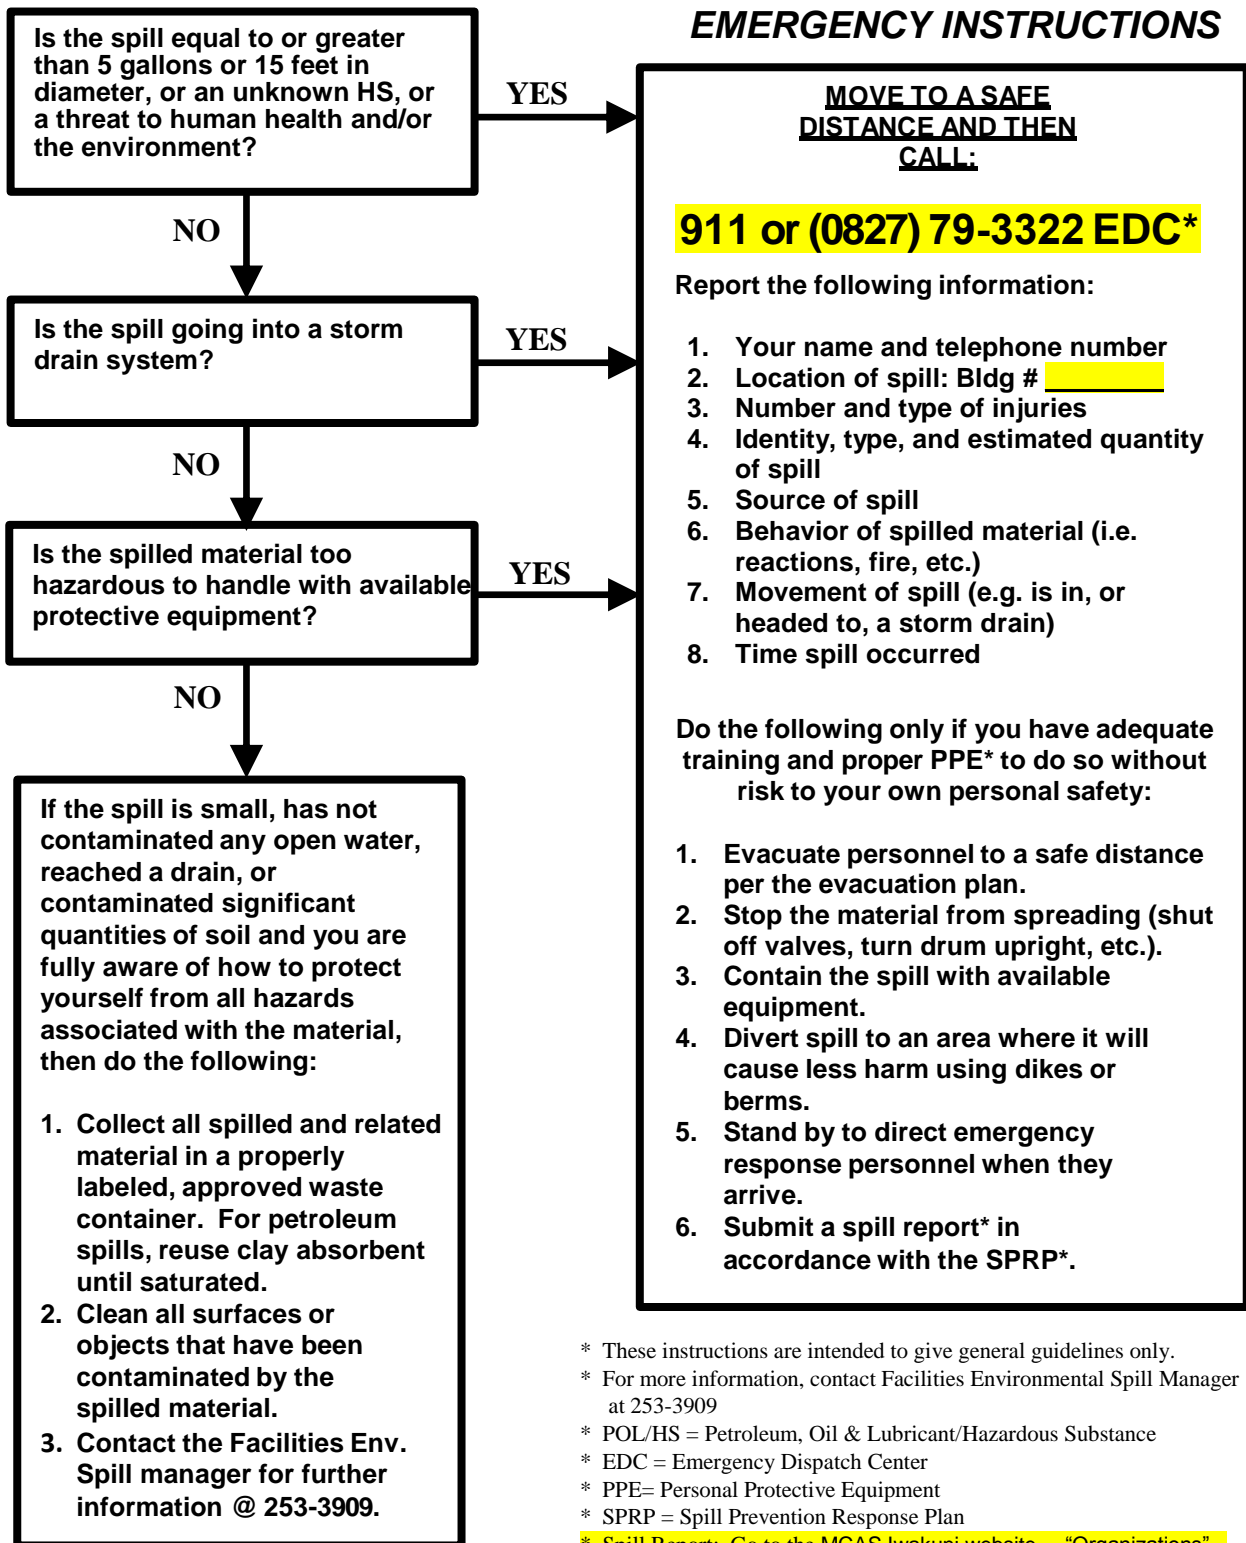 Is the spill equal to or greater
than 5 gallons or 15 feet in
diameter, or an unknown HS, or
a threat to human health and/or
the environment?
YES
NO
Is the spill going into a storm
drain system?
YES
NO
Is the spilled material too
hazardous to handle with available
protective equipment?
YES
NO
If the spill is small, has not
contaminated any open water,
reached a drain, or
contaminated significant
quantities of soil and you are
fully aware of how to protect
yourself from all hazards
associated with the material,
then do the following:
1. Collect all spilled and related
material in a properly
labeled, approved waste
container. For petroleum
spills, reuse clay absorbent
until saturated.
2. Clean all surfaces or
objects that have been
contaminated by the
spilled material.
3. Contact the Facilities Env.
Spill manager for further
information @ 253-3909.
EMERGENCY INSTRUCTIONS
MOVE TO A SAFE
DISTANCE AND THEN
CALL:
911 or (0827) 79-3322 EDC*
Report the following information:
1. Your name and telephone number
2. Location of spill: Bldg # ________
3. Number and type of injuries
4. Identity, type, and estimated quantity
of spill
5. Source of spill
6. Behavior of spilled material (i.e.
reactions, fire, etc.)
7. Movement of spill (e.g. is in, or
headed to, a storm drain)
8. Time spill occurred
Do the following only if you have adequate
training and proper PPE* to do so without
risk to your own personal safety:
1. Evacuate personnel to a safe distance
per the evacuation plan.
2. Stop the material from spreading (shut
off valves, turn drum upright, etc.).
3. Contain the spill with available
equipment.
4. Divert spill to an area where it will
cause less harm using dikes or
berms.
5. Stand by to direct emergency
response personnel when they
arrive.
6. Submit a spill report* in
accordance with the SPRP*.
* These instructions are intended to give general guidelines only.
* For more information, contact Facilities Environmental Spill Manager
at 253-3909
* POL/HS = Petroleum, Oil & Lubricant/Hazardous Substance
* EDC = Emergency Dispatch Center
* PPE= Personal Protective Equipment
* SPRP = Spill Prevention Response Plan
* Spill Report: Go to the MCAS Iwakuni website "Organizations"